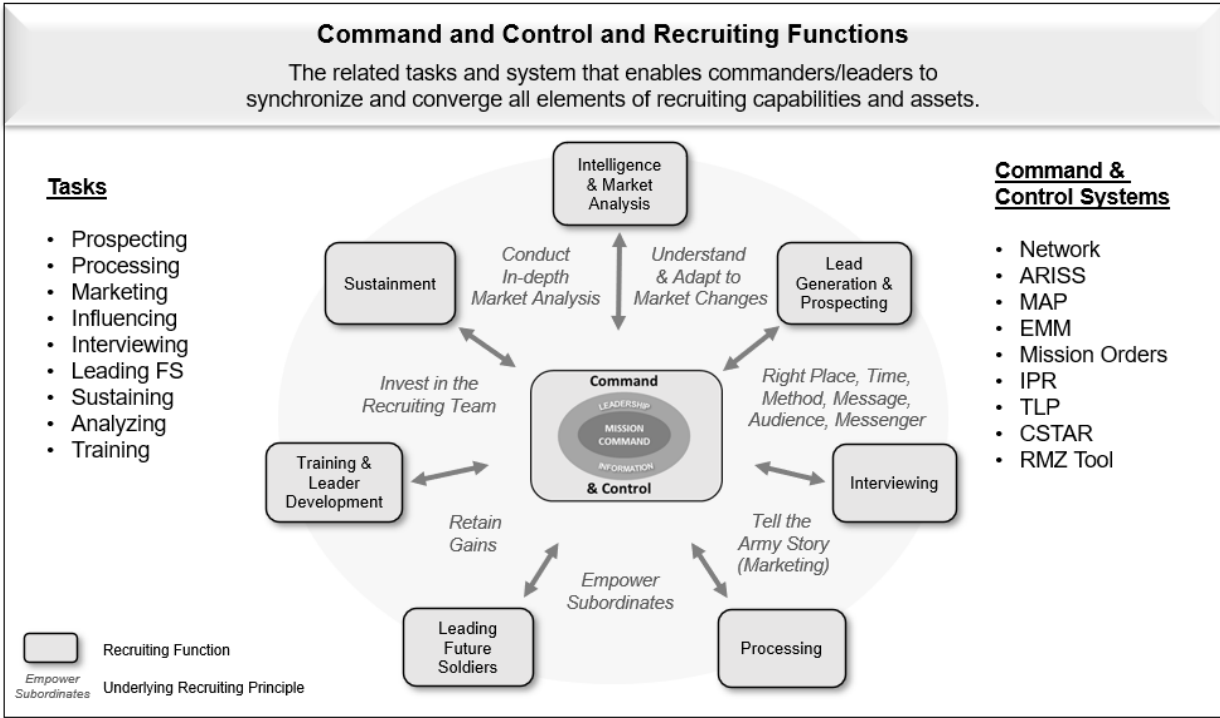 Command and Control and Recruiting Functions
The related tasks and system that enables commanders/leaders to
synchronize and converge all elements of recruiting capabilities and assets.
Tasks
• Prospecting
• Processing
• Marketing
• Influencing
• Interviewing
• Leading FS
• Sustaining
• Analyzing
• Training
Intelligence
& Market
Analysis
Conduct
In-depth
Market Analysis
Understand
& Adapt to
Market Changes
Sustainment
Lead
Generation &
Prospecting
Invest in the
Recruiting Team
Command
LEADERSHIP
MISSION
COMMAND
INFORMATION
& Control
Right Place, Time,
Method, Message,
Audience, Messenger
Training &
Leader
Development
Interviewing
Retain
Gains
Tell the
Army Story
(Marketing)
Empower
Subordinates
Leading
Future
Soldiers
Processing
Command &
Control Systems
• Network
• ARISS
• MAP
• EMM
• Mission Orders
• IPR
• TLP
• CSTAR
• RMZ Tool
Recruiting Function
Empower
Subordinates
Underlying Recruiting Principle